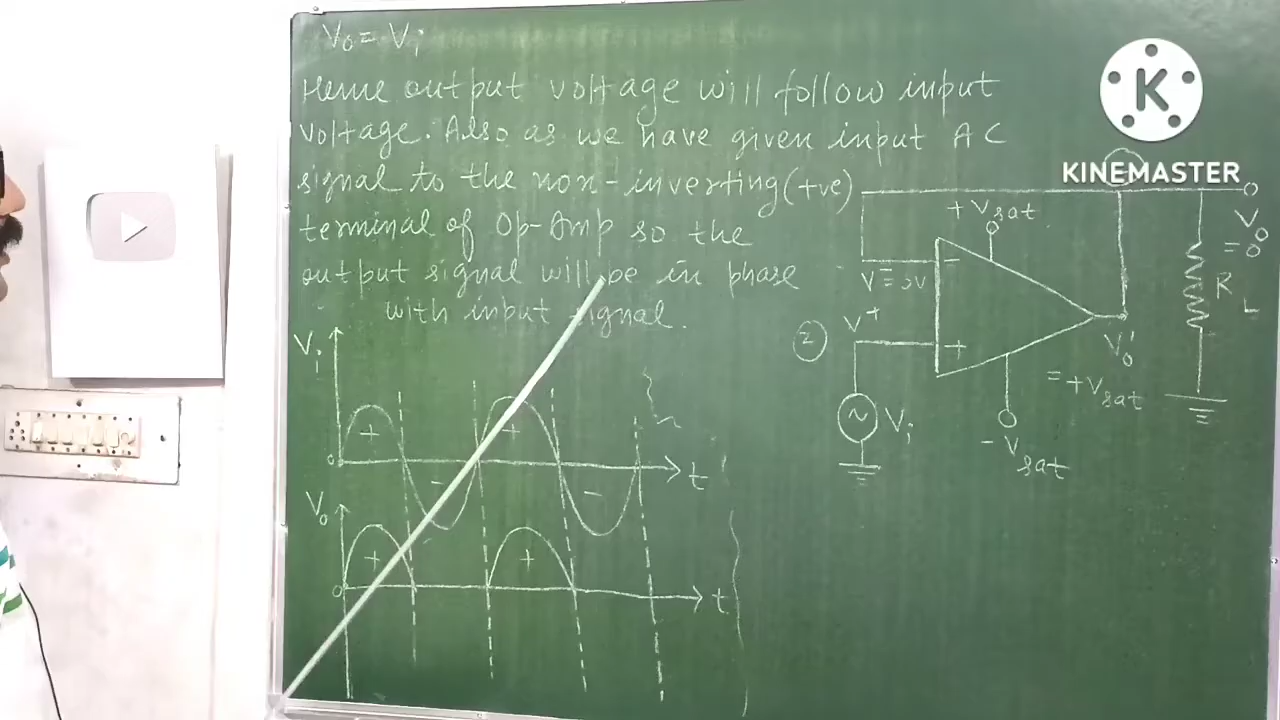 V₀ = Vᵢ
Hence output voltage will follow input
voltage. Also as we have given input AC
signal to the non-inverting (+ve)
terminal of Op-Amp so the
output signal will be in phase
with input signal.
K
KINEMASTER
+Vsat
V₀
= 0
V⁻ = 0V
−
RL
V⁺
2
+
V₀'
= +Vsat
Vᵢ
−Vsat
Vᵢ
+
+
0
−
−
t
V₀
+
+
0
t